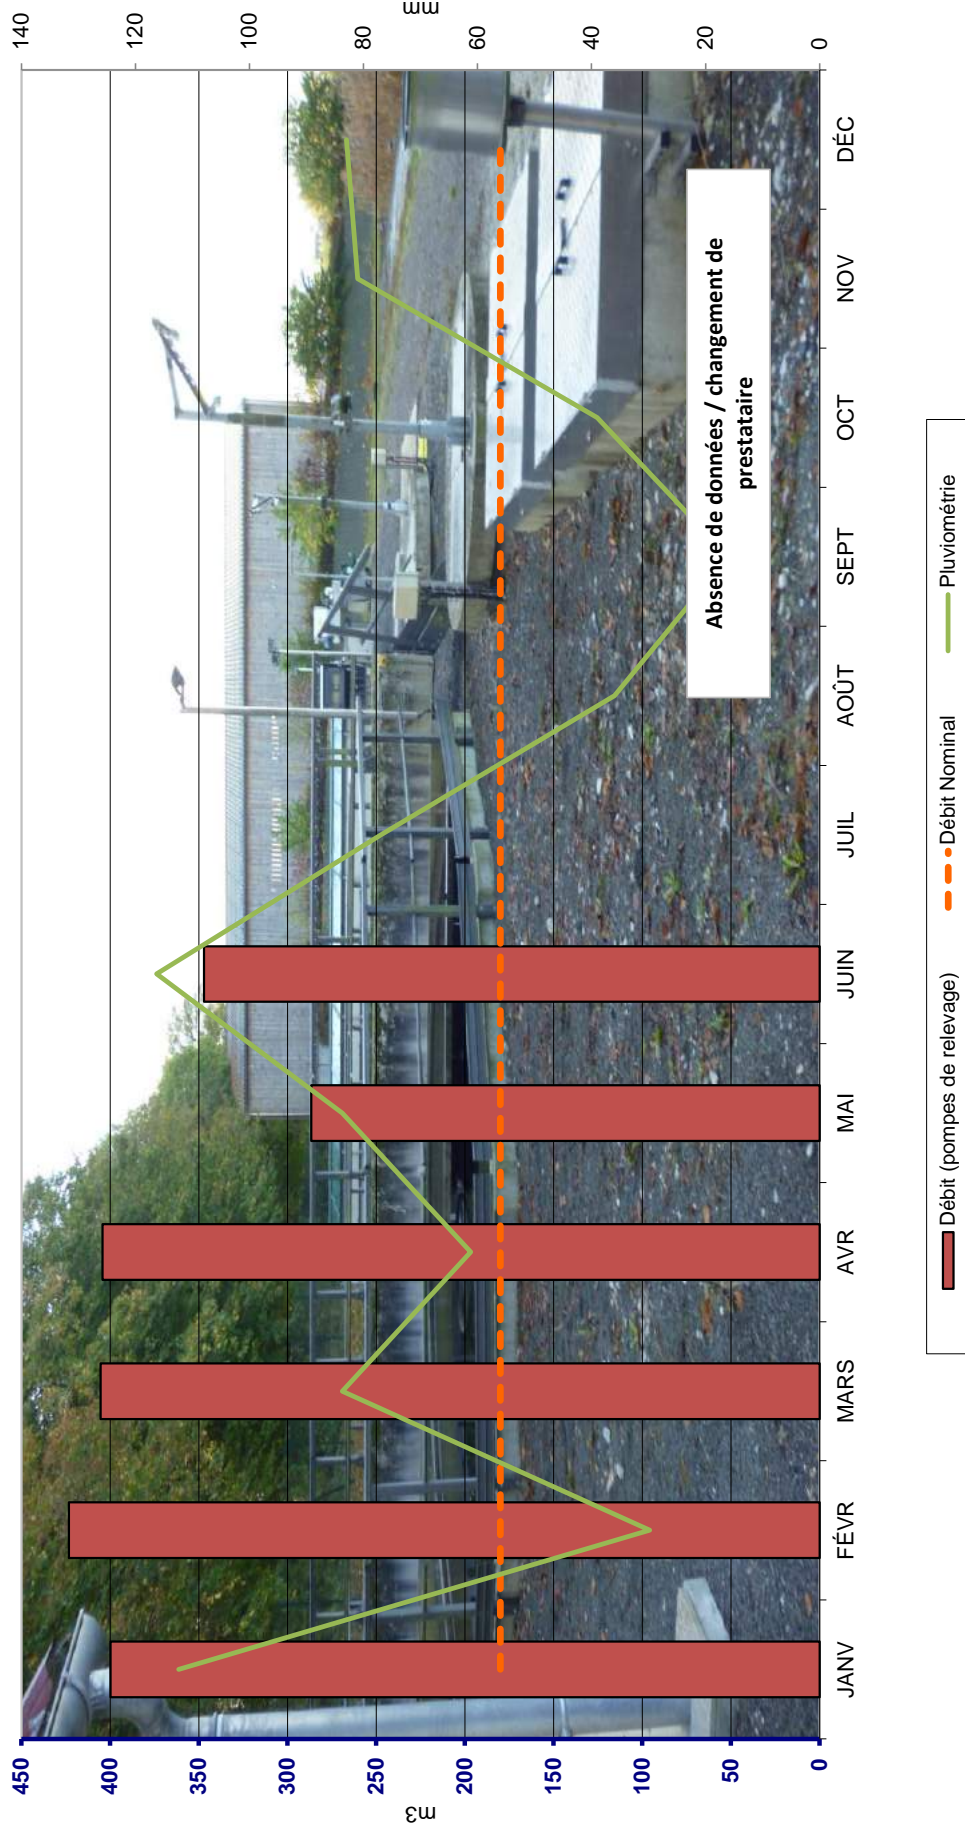 450
400
350
300
250
200
150
100
50
0
m3
140
120
100
80
60
40
20
0
mm
JANV
FÉVR
MARS
AVR
MAI
JUIN
JUIL
AOÛT
SEPT
OCT
NOV
DÉC
Absence de données / changement de
prestataire
Débit (pompes de relevage)
Débit Nominal
Pluviométrie